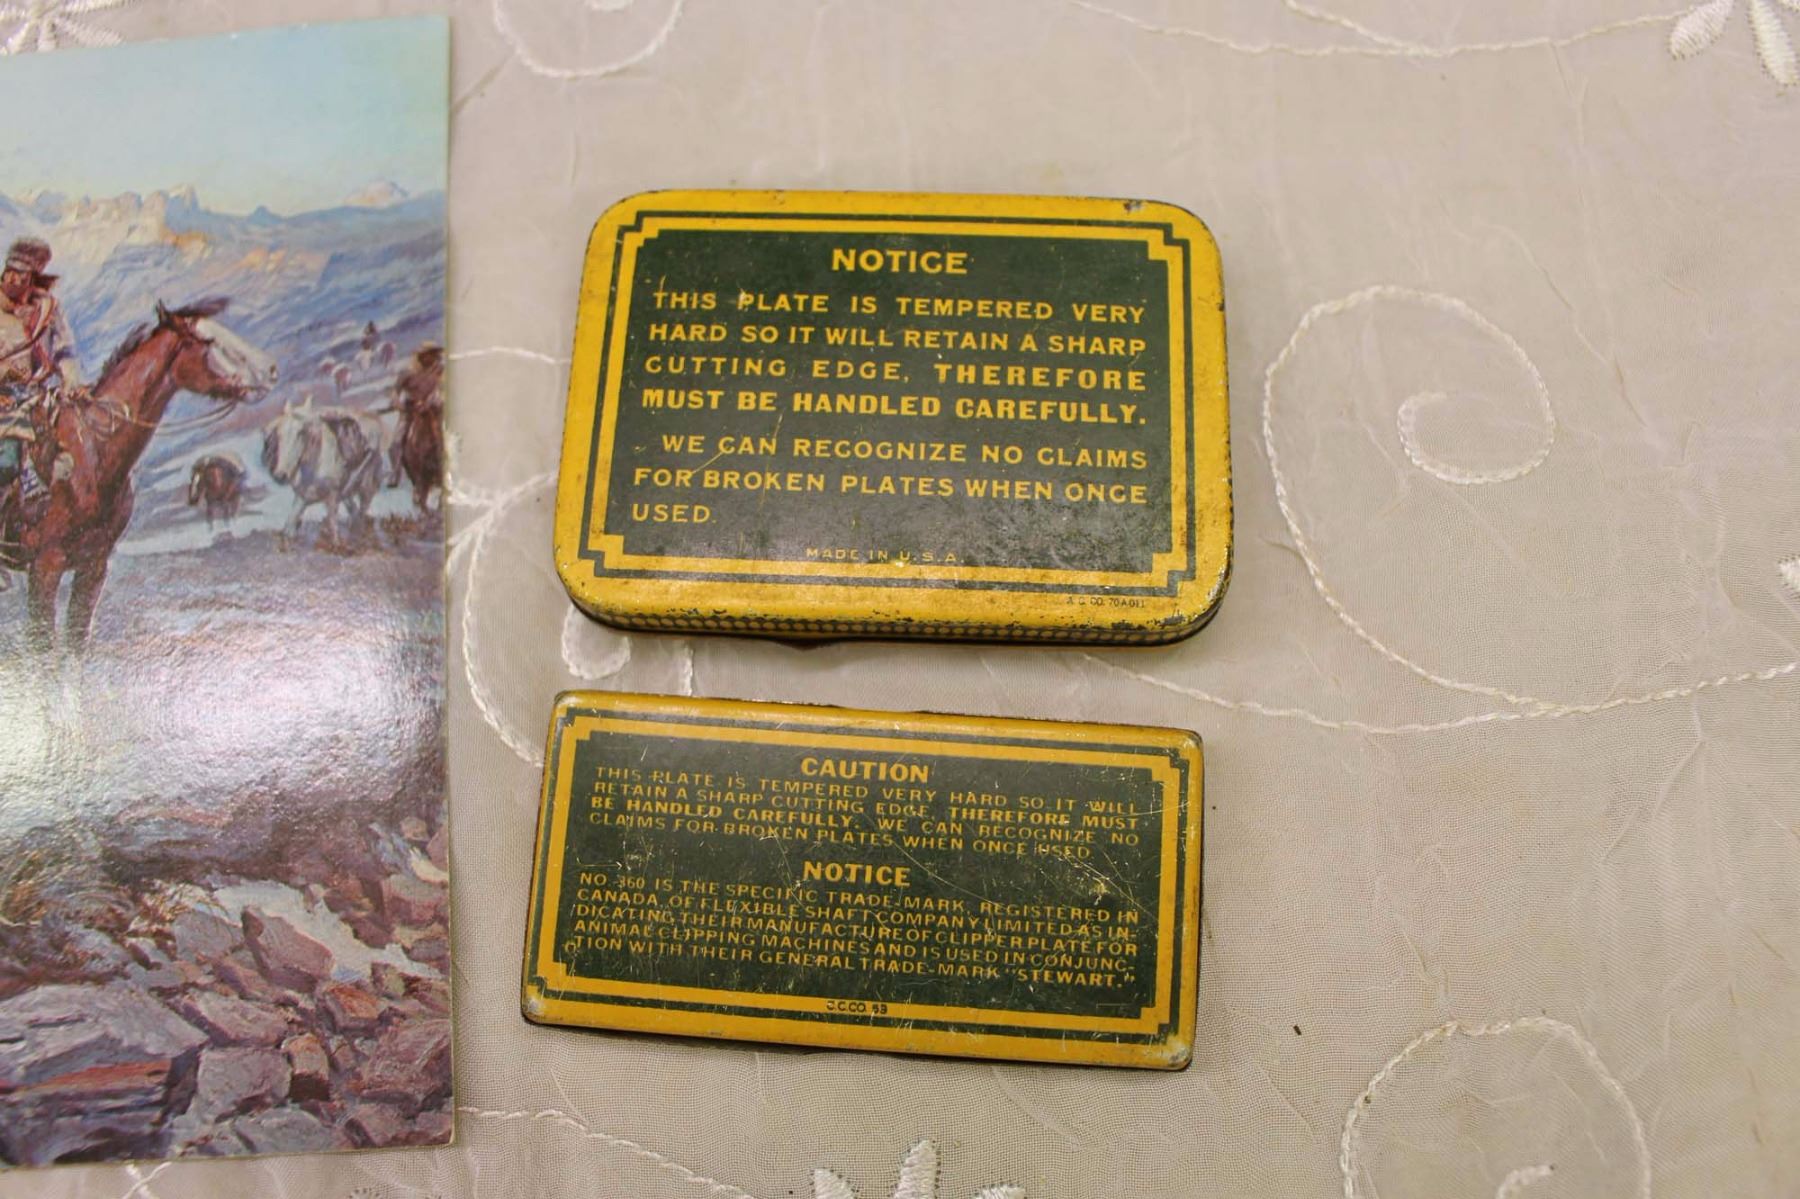 NOTICE
THIS PLATE IS TEMPERED VERY
HARD SO IT WILL RETAIN A SHARP
CUTTING EDGE, THEREFORE
MUST BE HANDLED CAREFULLY.
WE CAN RECOGNIZE NO CLAIMS
FOR BROKEN PLATES WHEN ONCE
USED.
MADE IN U.S.A.
A.C.CO. 70A011
CAUTION
THIS PLATE IS TEMPERED VERY HARD SO IT WILL
RETAIN A SHARP CUTTING EDGE, THEREFORE MUST
BE HANDLED CAREFULLY. WE CAN RECOGNIZE NO
CLAIMS FOR BROKEN PLATES WHEN ONCE USED
NOTICE
NO. 360 IS THE SPECIFIC TRADE-MARK, REGISTERED IN
CANADA, OF FLEXIBLE SHAFT COMPANY LIMITED AS IN-
DICATING THEIR MANUFACTURE OF CLIPPER PLATE FOR
ANIMAL CLIPPING MACHINES AND IS USED IN CONJUNC-
TION WITH THEIR GENERAL TRADE-MARK "STEWART."